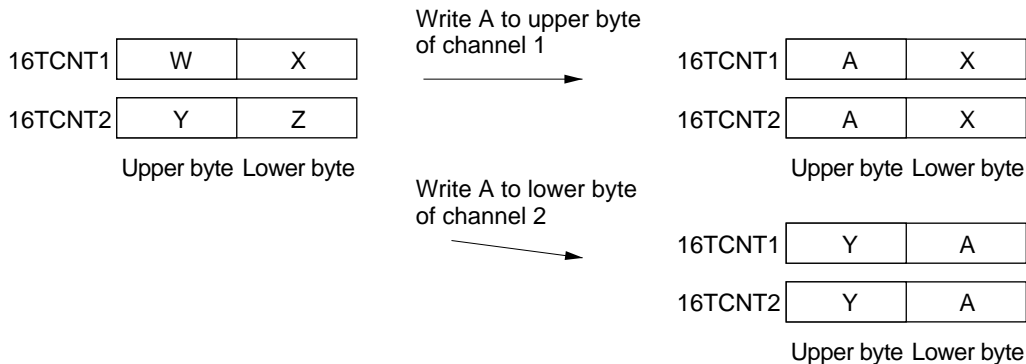 Write A to upper byte
of channel 1
16TCNT1 W X
16TCNT2 Y Z
Upper byte Lower byte
16TCNT1 A X
16TCNT2 A X
Upper byte Lower byte
Write A to lower byte
of channel 2
16TCNT1 Y A
16TCNT2 Y A
Upper byte Lower byte